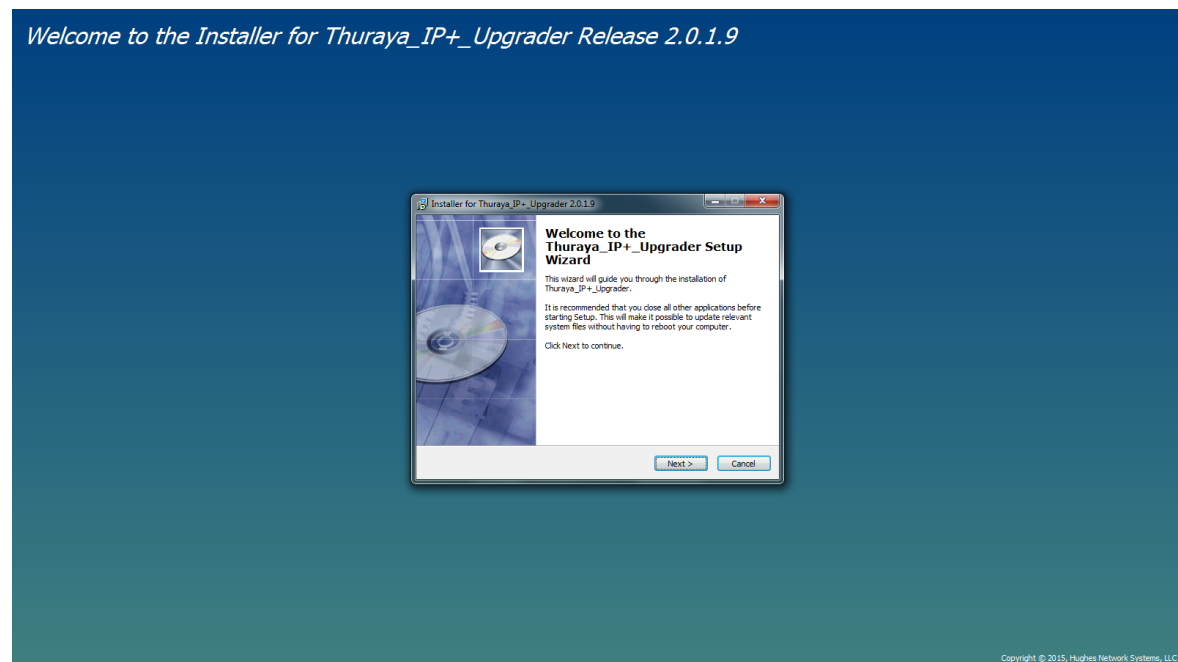 Welcome to the Installer for Thuraya_IP+_Upgrader Release 2.0.1.9
Installer for Thuraya_IP+_Upgrader 2.0.1.9
Welcome to the
Thuraya_IP+_Upgrader Setup
Wizard
This wizard will guide you through the installation of
Thuraya_IP+_Upgrader.
It is recommended that you close all other applications before
starting Setup. This will make it possible to update relevant
system files without having to reboot your computer.
Click Next to continue.
Next >
Cancel
Copyright © 2015, Hughes Network Systems, LLC